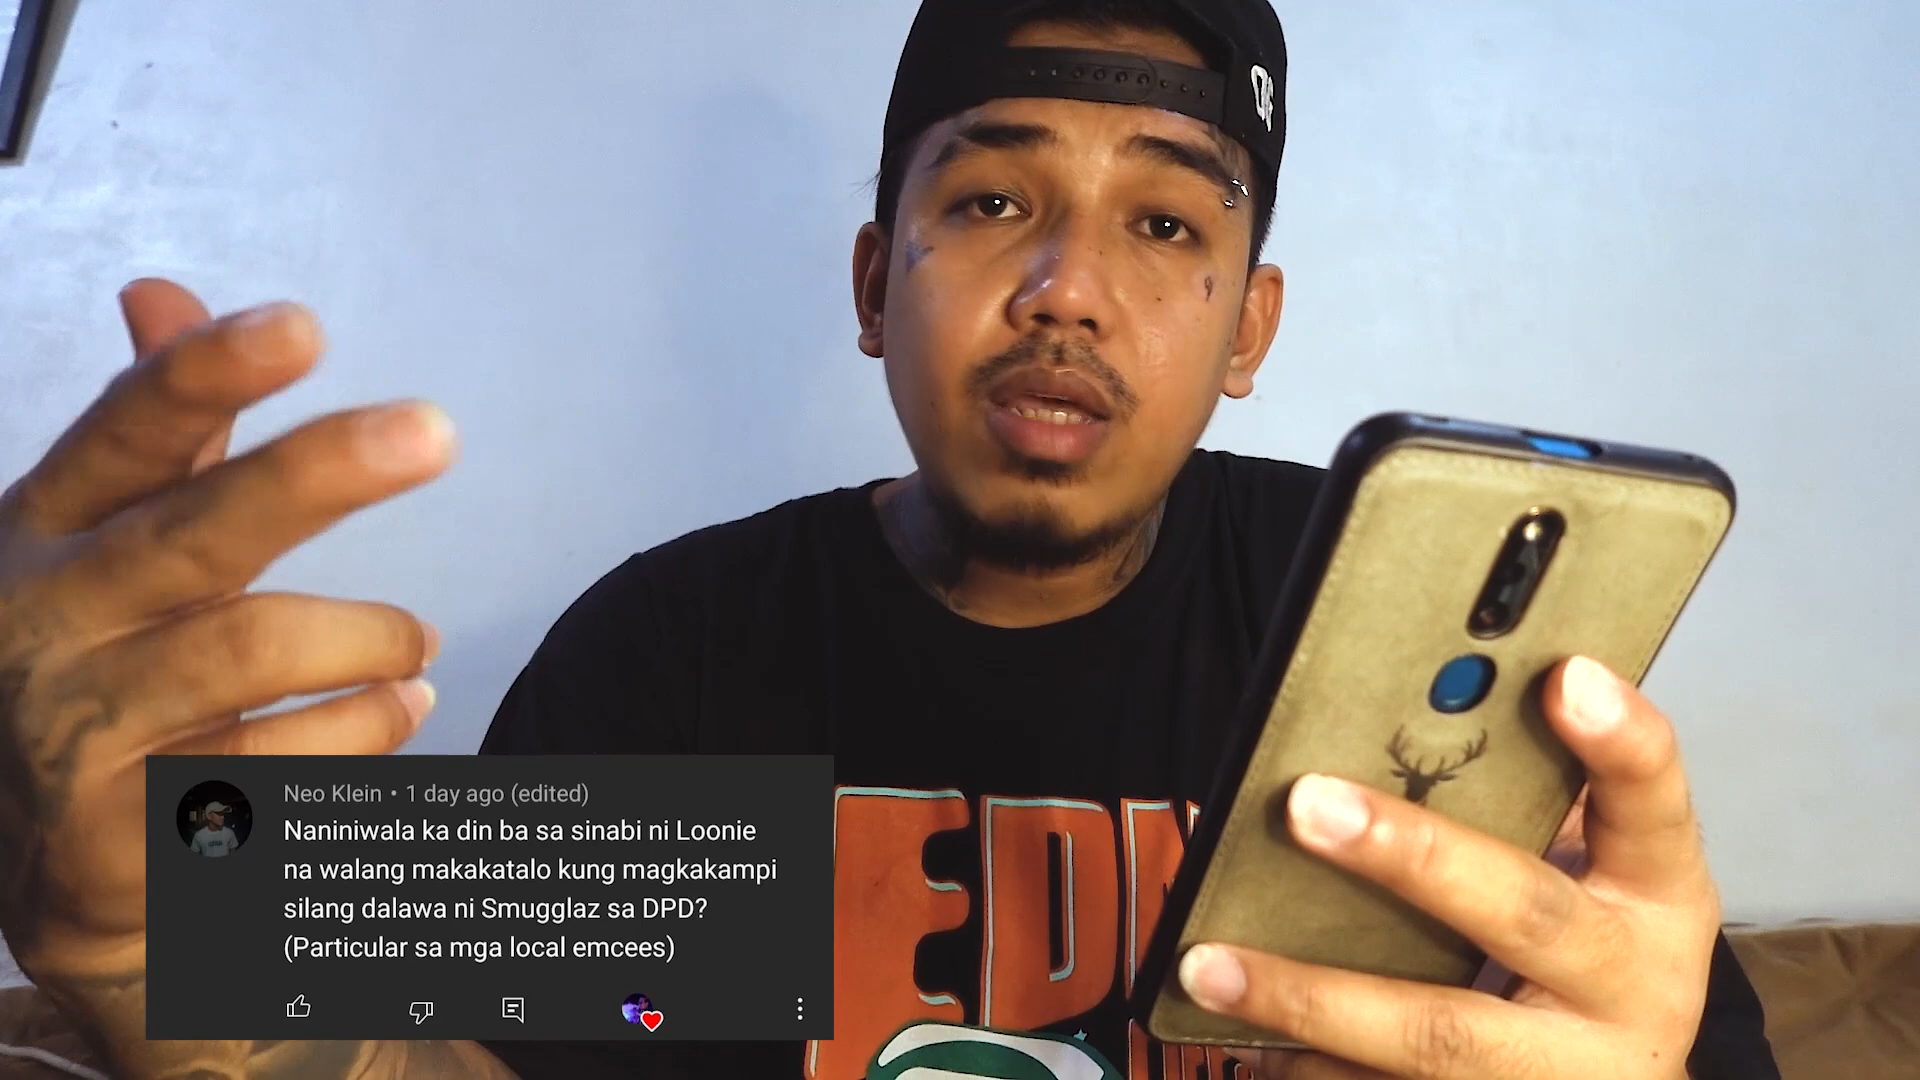 Neo Klein • 1 day ago (edited)
Naniniwala ka din ba sa sinabi ni Loonie
na walang makakatalo kung magkakampi
silang dalawa ni Smugglaz sa DPD?
(Particular sa mga local emcees)